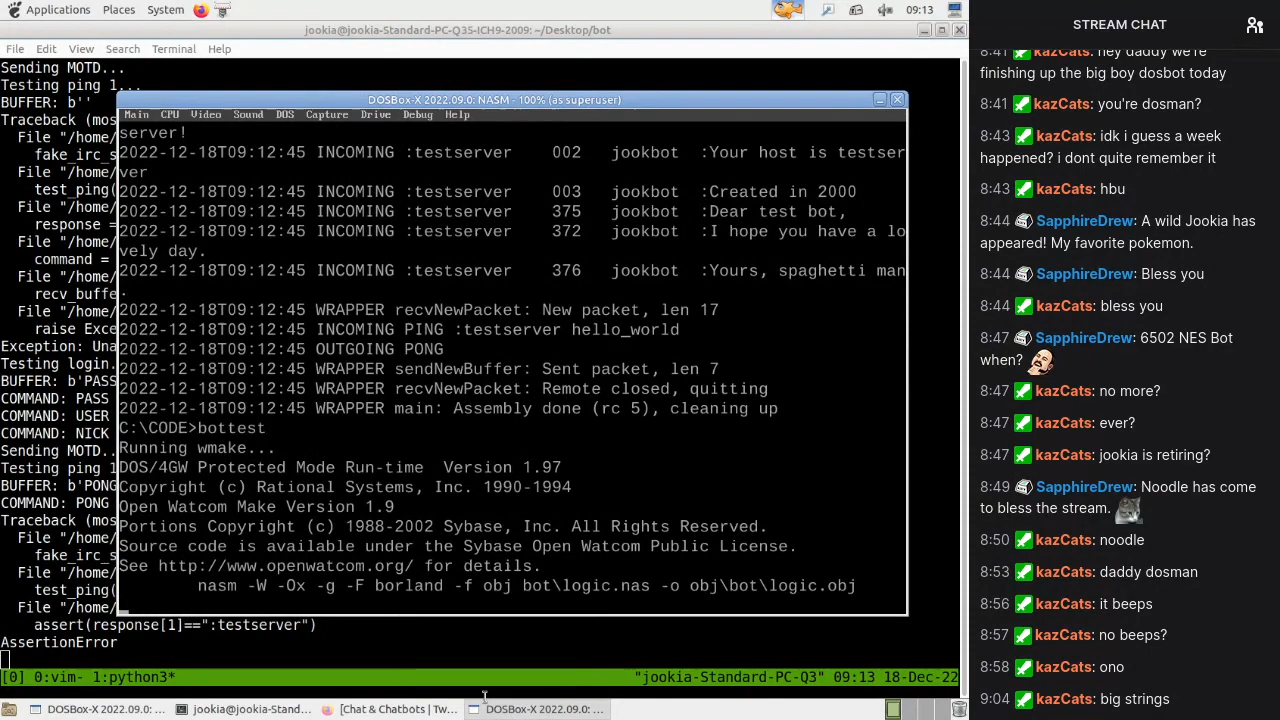 Applications Places System 09:13
jookia@jookia-Standard-PC-Q35-ICH9-2009: ~/Desktop/bot
File Edit View Search Terminal Help
Sending MOTD...
Testing ping 1...
BUFFER: b''
Traceback (mos
File "/home/
fake_irc_s
File "/home/
test_ping(
File "/home/
response =
File "/home/
command =
File "/home/
recv_buffe
File "/home/
raise Exce
Exception: Una
Testing login.
BUFFER: b'PASS
COMMAND: PASS
COMMAND: USER
COMMAND: NICK
Sending MOTD..
Testing ping 1
BUFFER: b'PONG
COMMAND: PONG
Traceback (mos
File "/home/
fake_irc_s
File "/home/
test_ping(
File "/home/
assert(response[1]==":testserver")
AssertionError
[0] 0:vim- 1:python3* "jookia-Standard-PC-Q3" 09:13 18-Dec-22
DOSBox-X 2022.09.0: NASM - 100% (as superuser)
Main CPU Video Sound DOS Capture Drive Debug Help
server!
2022-12-18T09:12:45 INCOMING :testserver 002 jookbot :Your host is testser
ver
2022-12-18T09:12:45 INCOMING :testserver 003 jookbot :Created in 2000
2022-12-18T09:12:45 INCOMING :testserver 375 jookbot :Dear test bot,
2022-12-18T09:12:45 INCOMING :testserver 372 jookbot :I hope you have a lo
vely day.
2022-12-18T09:12:45 INCOMING :testserver 376 jookbot :Yours, spaghetti man
.
2022-12-18T09:12:45 WRAPPER recvNewPacket: New packet, len 17
2022-12-18T09:12:45 INCOMING PING :testserver hello_world
2022-12-18T09:12:45 OUTGOING PONG
2022-12-18T09:12:45 WRAPPER sendNewBuffer: Sent packet, len 7
2022-12-18T09:12:45 WRAPPER recvNewPacket: Remote closed, quitting
2022-12-18T09:12:45 WRAPPER main: Assembly done (rc 5), cleaning up
C:\CODE>bottest
Running wmake...
DOS/4GW Protected Mode Run-time Version 1.97
Copyright (c) Rational Systems, Inc. 1990-1994
Open Watcom Make Version 1.9
Portions Copyright (c) 1988-2002 Sybase, Inc. All Rights Reserved.
Source code is available under the Sybase Open Watcom Public License.
See http://www.openwatcom.org/ for details.
nasm -W -Ox -g -F borland -f obj bot\logic.nas -o obj\bot\logic.obj
DOSBox-X 2022.09.0: ... jookia@jookia-Stand... [Chat & Chatbots] | Tw... DOSBox-X 2022.09.0: ...
STREAM CHAT
8:41 kazCats: hey daddy we're
finishing up the big boy dosbot today
8:41 kazCats: you're dosman?
8:43 kazCats: idk i guess a week
happened? i dont quite remember it
8:43 kazCats: hbu
8:44 SapphireDrew: A wild Jookia has
appeared! My favorite pokemon.
8:44 SapphireDrew: Bless you
8:44 kazCats: bless you
8:47 SapphireDrew: 6502 NES Bot
when?
8:47 kazCats: no more?
8:47 kazCats: ever?
8:47 kazCats: jookia is retiring?
8:49 SapphireDrew: Noodle has come
to bless the stream.
8:50 kazCats: noodle
8:53 kazCats: daddy dosman
8:56 kazCats: it beeps
8:57 kazCats: no beeps?
8:58 kazCats: ono
9:04 kazCats: big strings